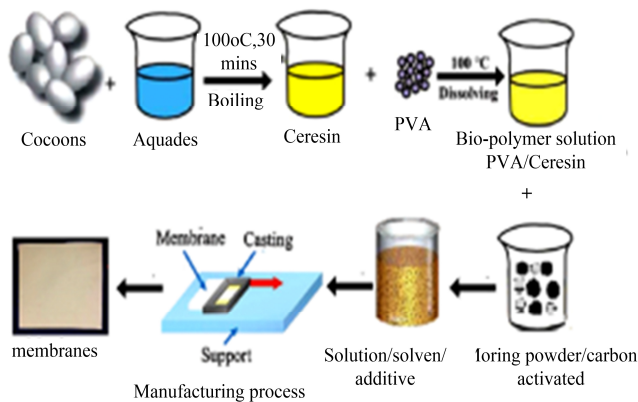 100oC,30
mins
Boiling
100 °C
Dissolving
Cocoons
Aquades
Ceresin
PVA
Bio-polymer solution
PVA/Ceresin
Membrane
Casting
Support
membranes
Manufacturing process
Solution/solven/
additive
loring powder/carbon
activated